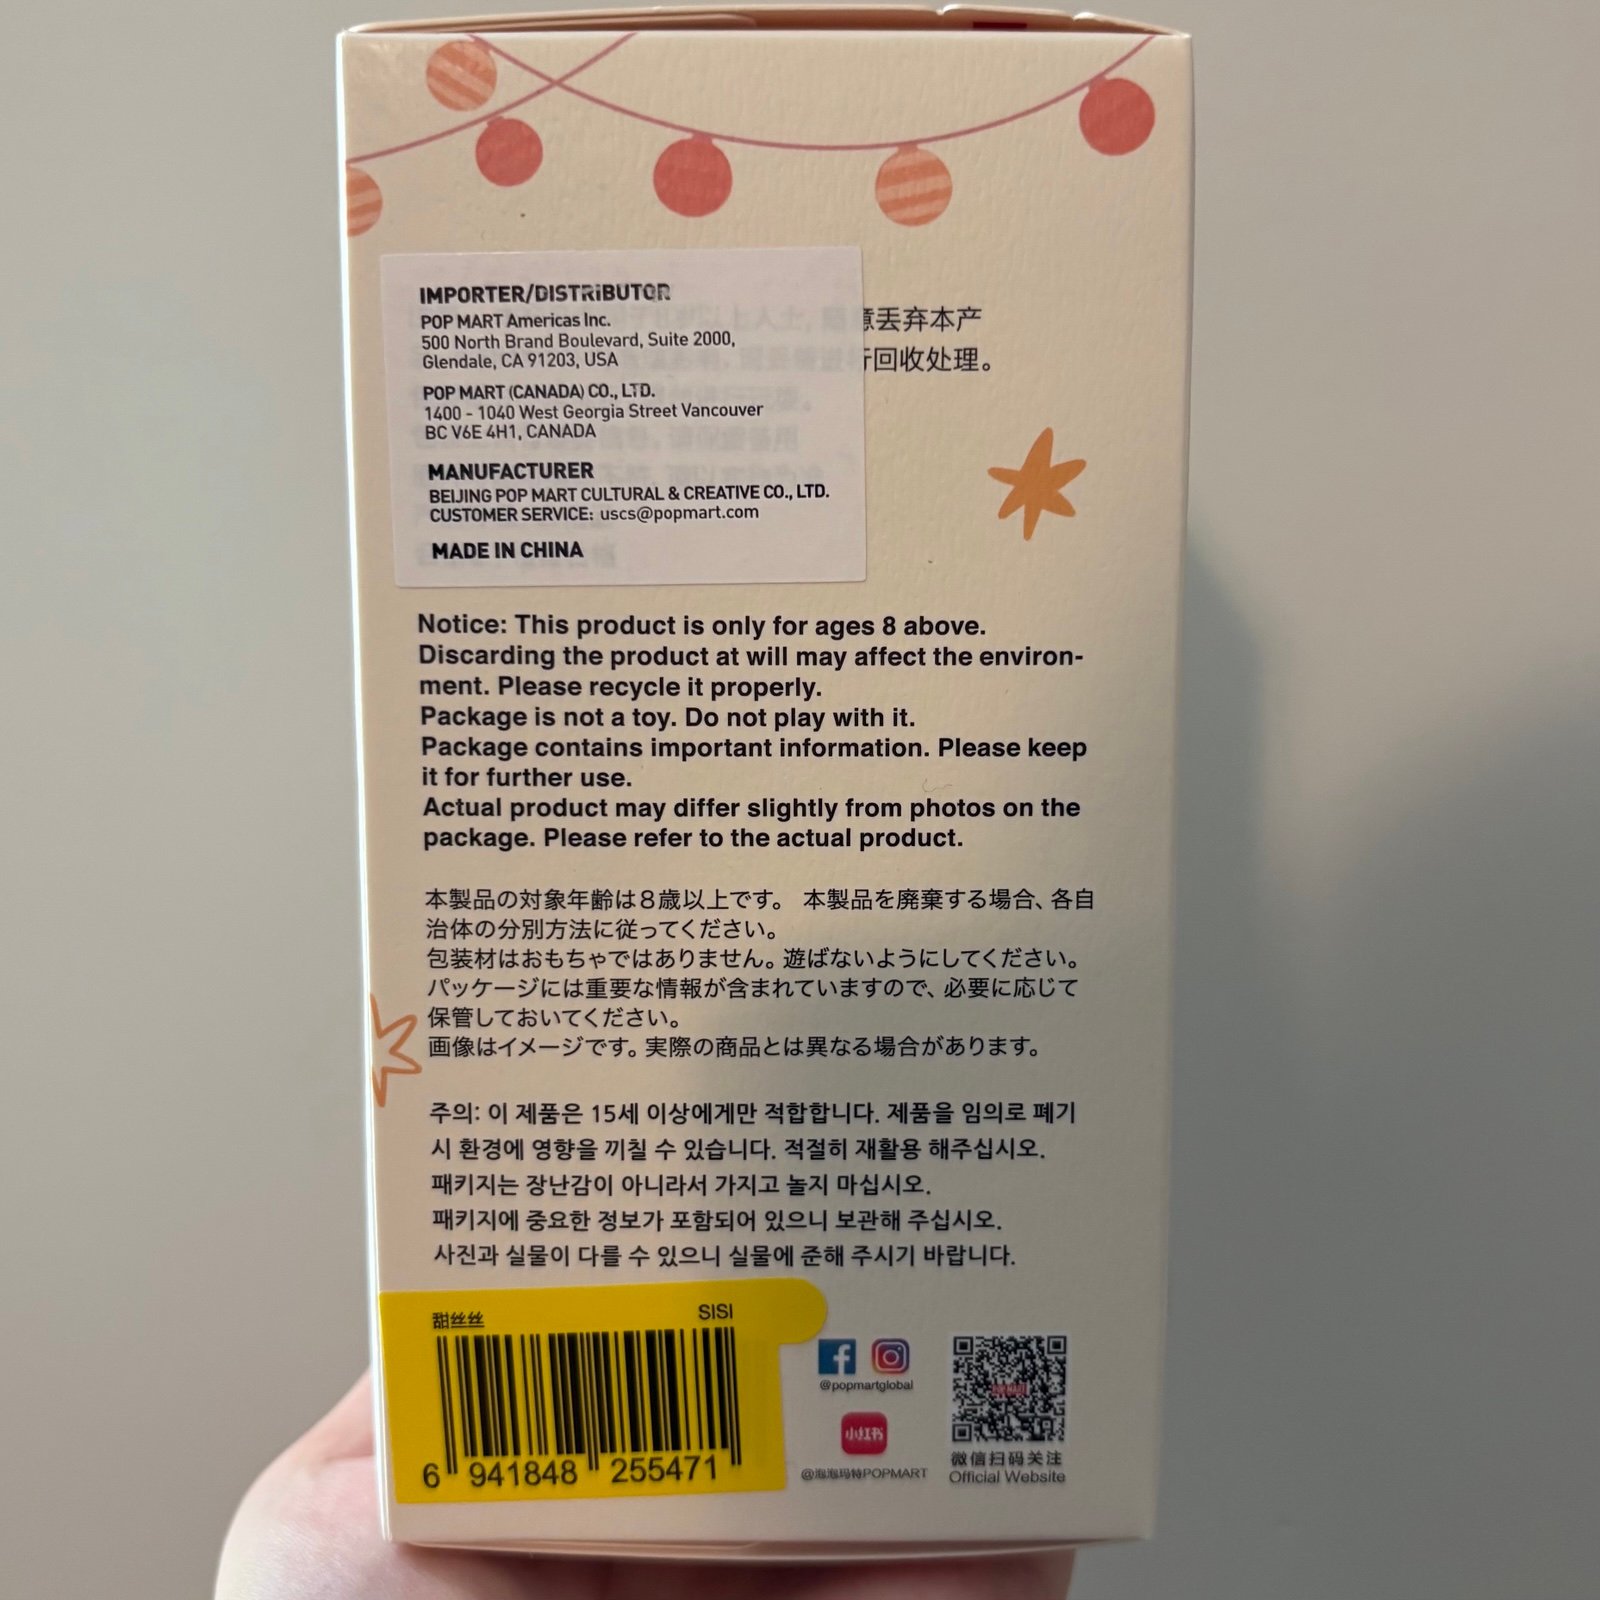 IMPORTER/DISTRIBUTOR
POP MART Americas Inc.
500 North Brand Boulevard, Suite 2000,
Glendale, CA 91203, USA
POP MART (CANADA) CO., LTD.
1400 - 1040 West Georgia Street Vancouver
BC V6E 4H1, CANADA
MANUFACTURER
BEIJING POP MART CULTURAL & CREATIVE CO., LTD.
CUSTOMER SERVICE: uscs@popmart.com
MADE IN CHINA
意丢弃本产
行回收处理。
Notice: This product is only for ages 8 above.
Discarding the product at will may affect the environ-
ment. Please recycle it properly.
Package is not a toy. Do not play with it.
Package contains important information. Please keep
it for further use.
Actual product may differ slightly from photos on the
package. Please refer to the actual product.
本製品の対象年齢は8歳以上です。 本製品を廃棄する場合、各自
治体の分別方法に従ってください。
包装材はおもちゃではありません。遊ばないようにしてください。
パッケージには重要な情報が含まれていますので、必要に応じて
保管しておいてください。
画像はイメージです。実際の商品とは異なる場合があります。
주의: 이 제품은 15세 이상에게만 적합합니다. 제품을 임의로 폐기
시 환경에 영향을 끼칠 수 있습니다. 적절히 재활용 해주십시오.
패키지는 장난감이 아니라서 가지고 놀지 마십시오.
패키지에 중요한 정보가 포함되어 있으니 보관해 주십시오.
사진과 실물이 다를 수 있으니 실물에 준해 주시기 바랍니다.
甜丝丝 SISI
6 941848 255471
@popmartglobal
小红书
@泡泡玛特POPMART
POP MART
微信扫码关注
Official Website